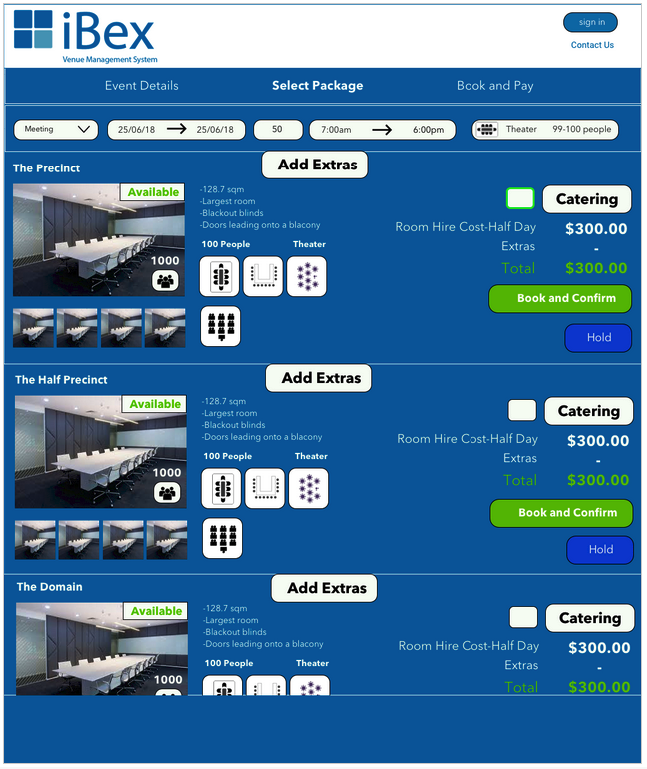 iBex
Venue Management System
sign in
Contact Us
Event Details
Select Package
Book and Pay
Meeting
25/06/18
25/06/18
50
7:00am
6:00pm
Theater
99-100 people
The Precinct
Add Extras
Available
1000
-128.7 sqm
-Largest room
-Blackout blinds
-Doors leading onto a blacony
100 People
Theater
Catering
Room Hire Cost-Half Day $300.00
Extras -
Total $300.00
Book and Confirm
Hold
The Half Precinct
Add Extras
Available
1000
-128.7 sqm
-Largest room
-Blackout blinds
-Doors leading onto a blacony
100 People
Theater
Catering
Room Hire Cost-Half Day $300.00
Extras -
Total $300.00
Book and Confirm
Hold
The Domain
Add Extras
Available
1000
-128.7 sqm
-Largest room
-Blackout blinds
-Doors leading onto a blacony
100 People
Theater
Catering
Room Hire Cost-Half Day $300.00
Extras -
Total $300.00